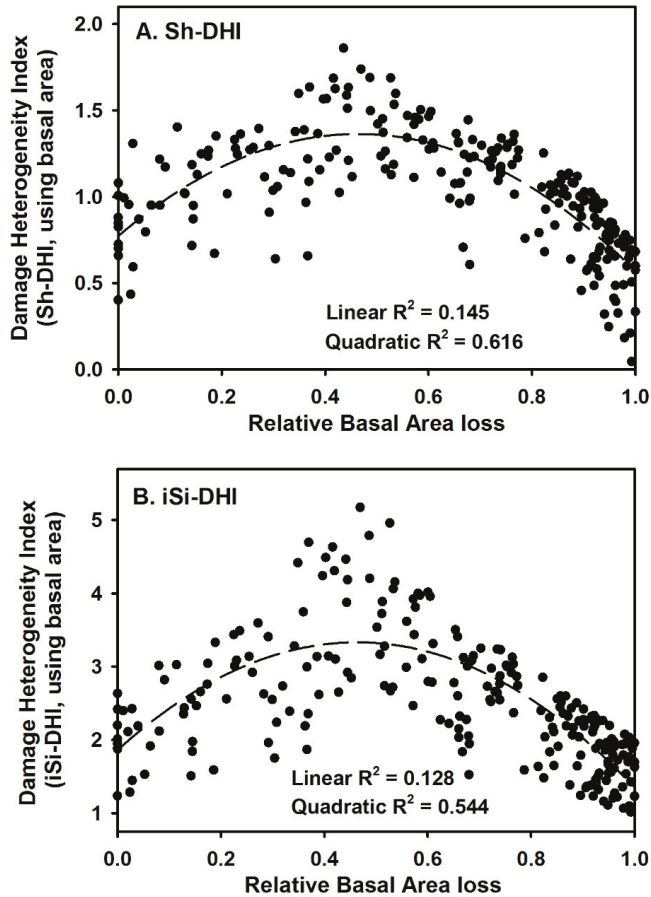 A. Sh-DHI
Damage Heterogeneity Index
(Sh-DHI, using basal area)
2.0
1.5
1.0
0.5
0.0
Linear R² = 0.145
Quadratic R² = 0.616
0.0 0.2 0.4 0.6 0.8 1.0
Relative Basal Area loss
B. iSi-DHI
Damage Heterogeneity Index
(iSi-DHI, using basal area)
5
4
3
2
1
Linear R² = 0.128
Quadratic R² = 0.544
0.0 0.2 0.4 0.6 0.8 1.0
Relative Basal Area loss